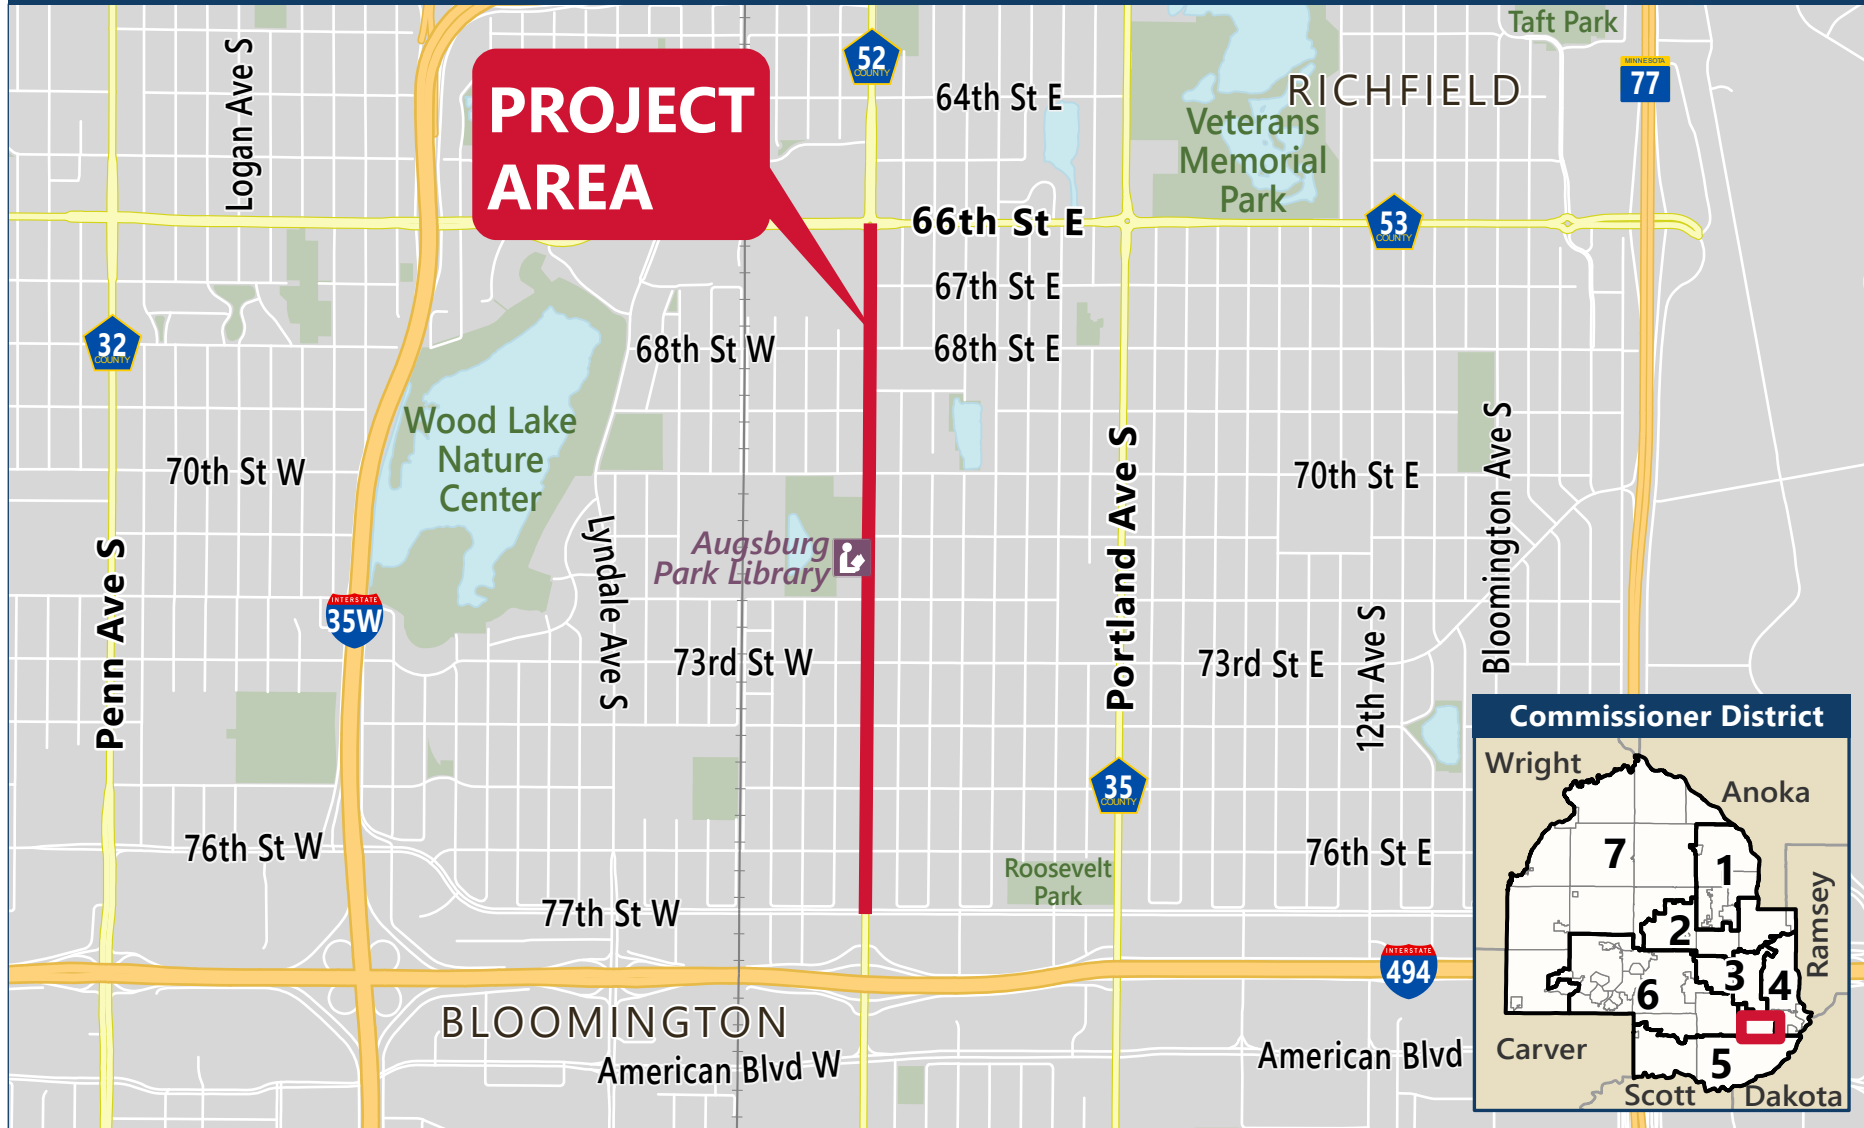 Taft Park
52
COUNTY
MINNESOTA
77
Logan Ave S
64th St E
RICHFIELD
PROJECT
AREA
Veterans
Memorial
Park
66th St E
53
COUNTY
67th St E
32
COUNTY
68th St W
68th St E
Wood Lake
Nature
Center
70th St W
70th St E
Bloomington Ave S
Portland Ave S
Augsburg
Park Library
Lyndale Ave S
Penn Ave S
INTERSTATE
35W
73rd St W
73rd St E
12th Ave S
35
COUNTY
76th St W
76th St E
Roosevelt
Park
77th St W
INTERSTATE
494
BLOOMINGTON
American Blvd W
American Blvd
Commissioner District
Wright
Anoka
7
1
2
Ramsey
3
4
6
Carver
5
Scott
Dakota